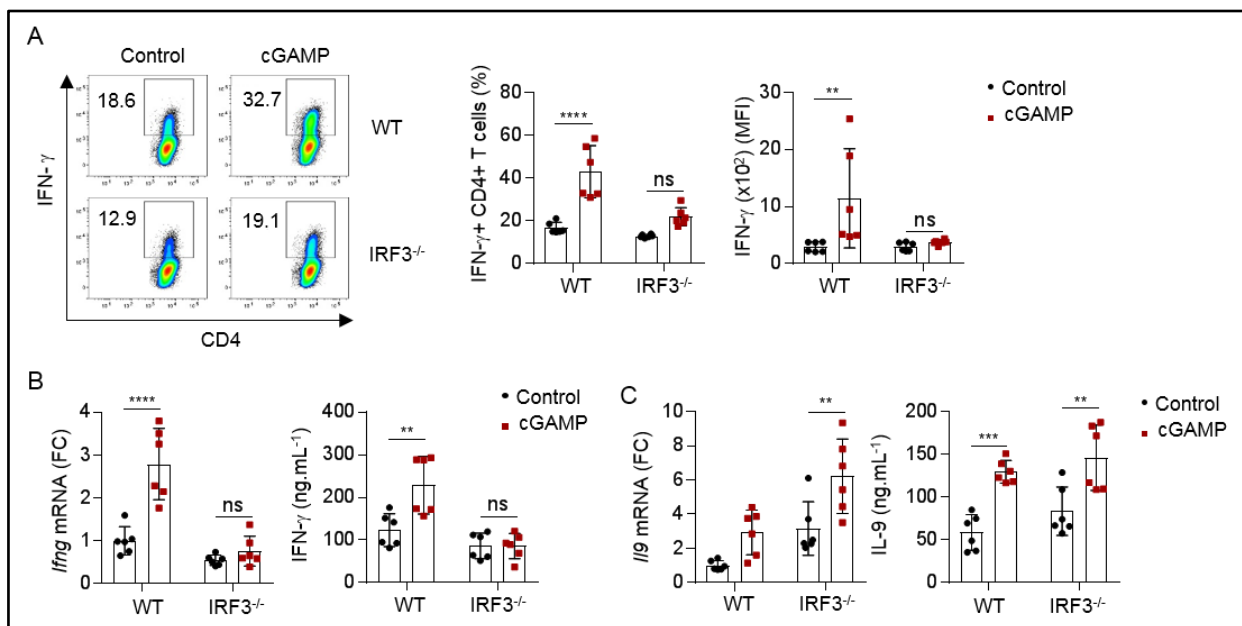 A
Control
cGAMP
18.6
32.7
WT
12.9
19.1
IRF3-/-
IFN- γ
CD4
IFN-γ+ CD4+ T cells (%)
80
60
40
20
0
****
ns
WT
IRF3-/-
IFN-γ (x10²) (MFI)
30
20
10
0
**
ns
WT
IRF3-/-
Control
cGAMP
B
Ifng mRNA (FC)
4
3
2
1
0
****
ns
WT
IRF3-/-
IFN-γ (ng.mL-1)
400
300
200
100
0
**
ns
WT
IRF3-/-
Control
cGAMP
C
Il9 mRNA (FC)
10
8
6
4
2
0
**
WT
IRF3-/-
IL-9 (ng.mL-1)
200
150
100
50
0
***
**
WT
IRF3-/-
Control
cGAMP